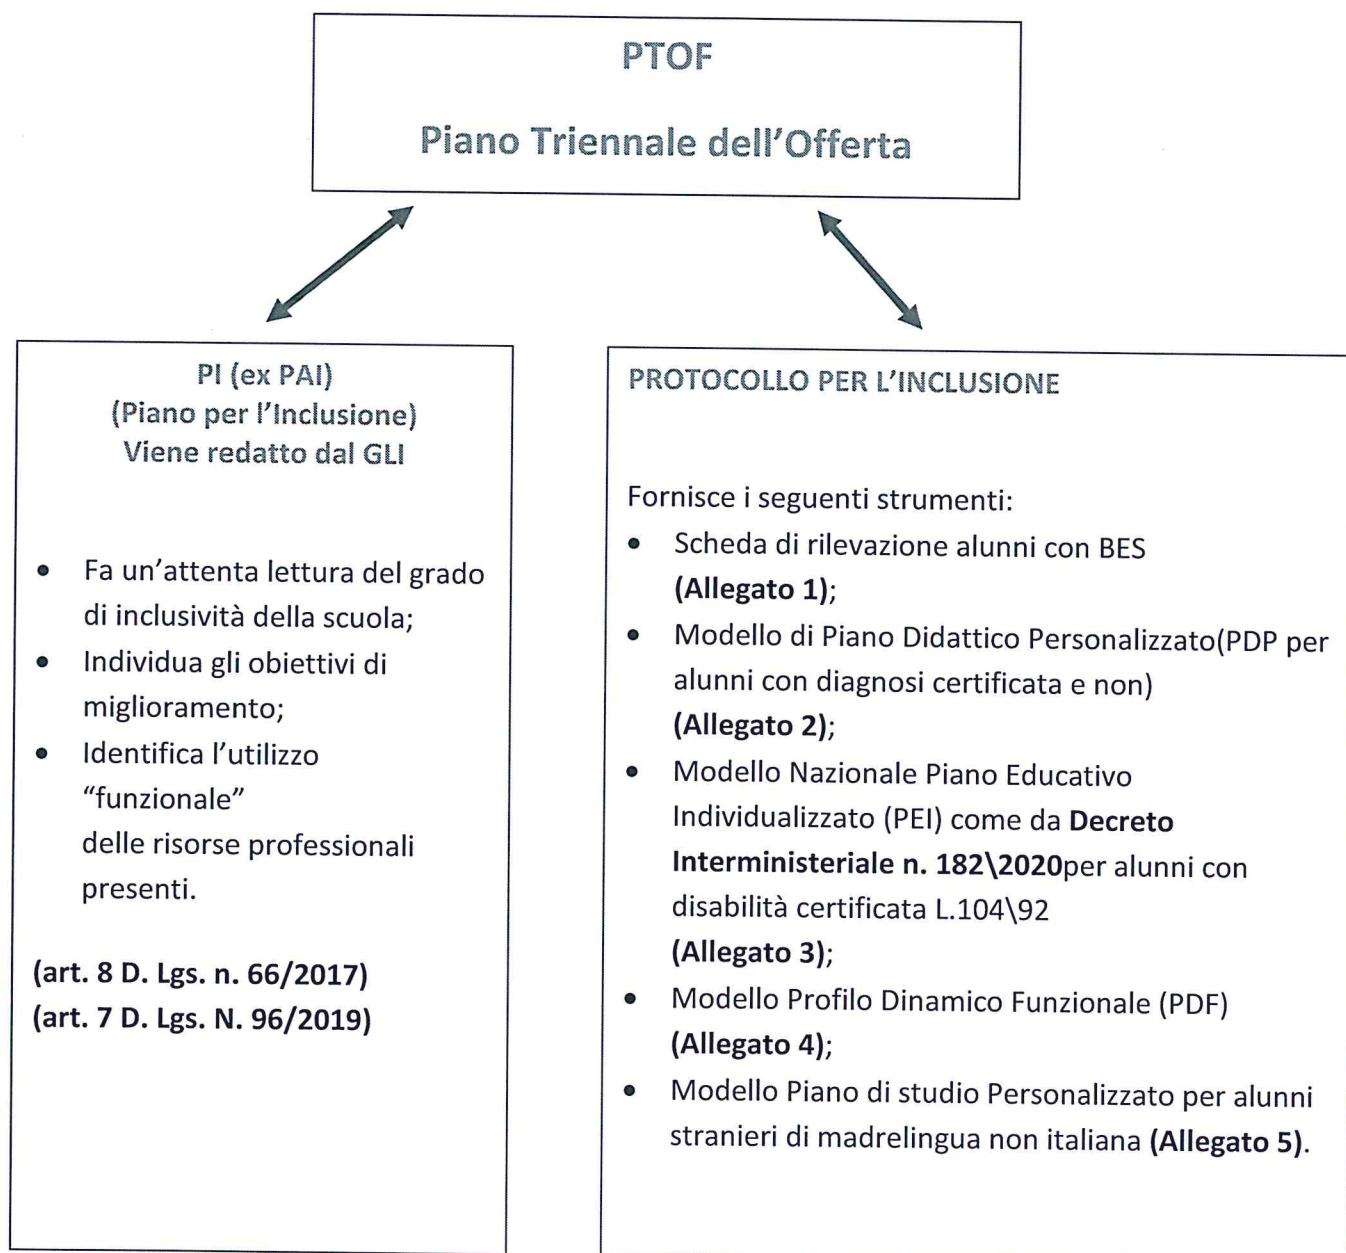 PTOF
Piano Triennale dell’Offerta
PI (ex PAI)
(Piano per l’Inclusione)
Viene redatto dal GLI
• Fa un’attenta lettura del grado
di inclusività della scuola;
• Individua gli obiettivi di
miglioramento;
• Identifica l’utilizzo
“funzionale”
delle risorse professionali
presenti.
(art. 8 D. Lgs. n. 66/2017)
(art. 7 D. Lgs. N. 96/2019)
PROTOCOLLO PER L’INCLUSIONE
Fornisce i seguenti strumenti:
• Scheda di rilevazione alunni con BES
(Allegato 1);
• Modello di Piano Didattico Personalizzato(PDP per
alunni con diagnosi certificata e non)
(Allegato 2);
• Modello Nazionale Piano Educativo
Individualizzato (PEI) come da Decreto
Interministeriale n. 182\2020per alunni con
disabilità certificata L.104\92
(Allegato 3);
• Modello Profilo Dinamico Funzionale (PDF)
(Allegato 4);
• Modello Piano di studio Personalizzato per alunni
stranieri di madrelingua non italiana (Allegato 5).